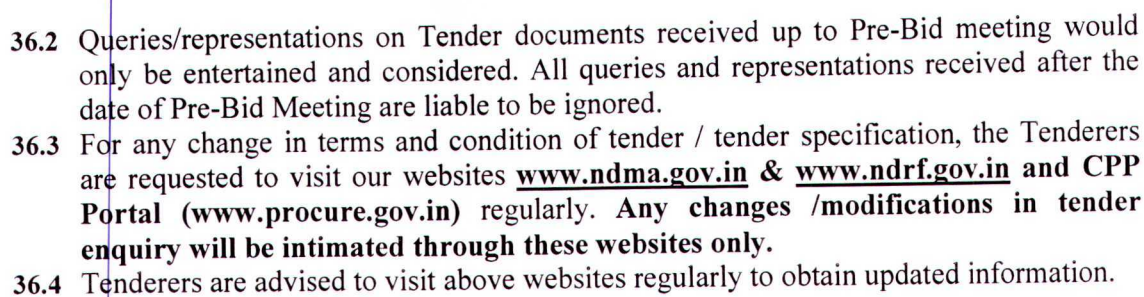 36.2 Queries/representations on Tender documents received up to Pre-Bid meeting would
only be entertained and considered. All queries and representations received after the
date of Pre-Bid Meeting are liable to be ignored.
36.3 For any change in terms and condition of tender / tender specification, the Tenderers
are requested to visit our websites www.ndma.gov.in & www.ndrf.gov.in and CPP
Portal (www.procure.gov.in) regularly. Any changes /modifications in tender
enquiry will be intimated through these websites only.
36.4 Tenderers are advised to visit above websites regularly to obtain updated information.